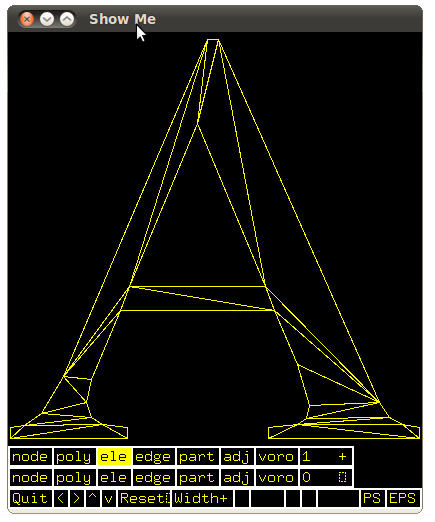 Show Me
node poly ele edge part adj voro 1 +
node poly ele edge part adj voro 0
Quit < > ^ v Reset Width+ PS EPS